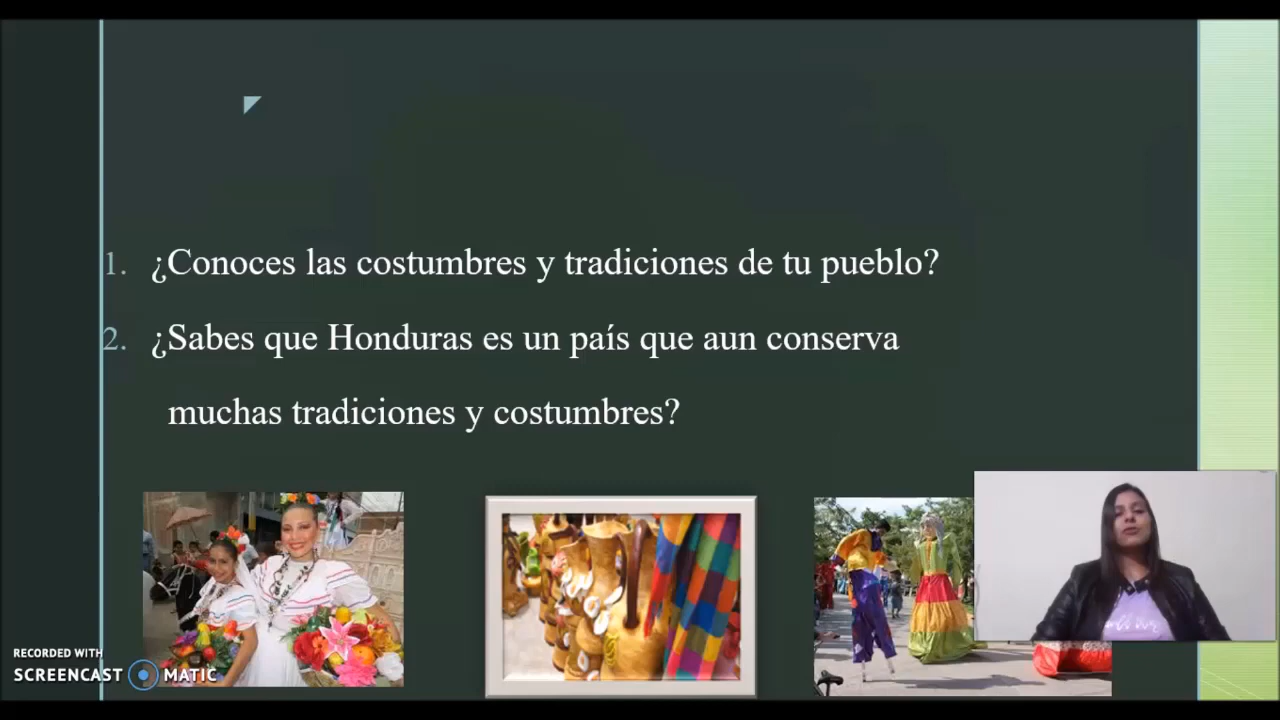 1. ¿Conoces las costumbres y tradiciones de tu pueblo?
2. ¿Sabes que Honduras es un país que aun conserva
muchas tradiciones y costumbres?
RECORDED WITH
SCREENCAST MATIC